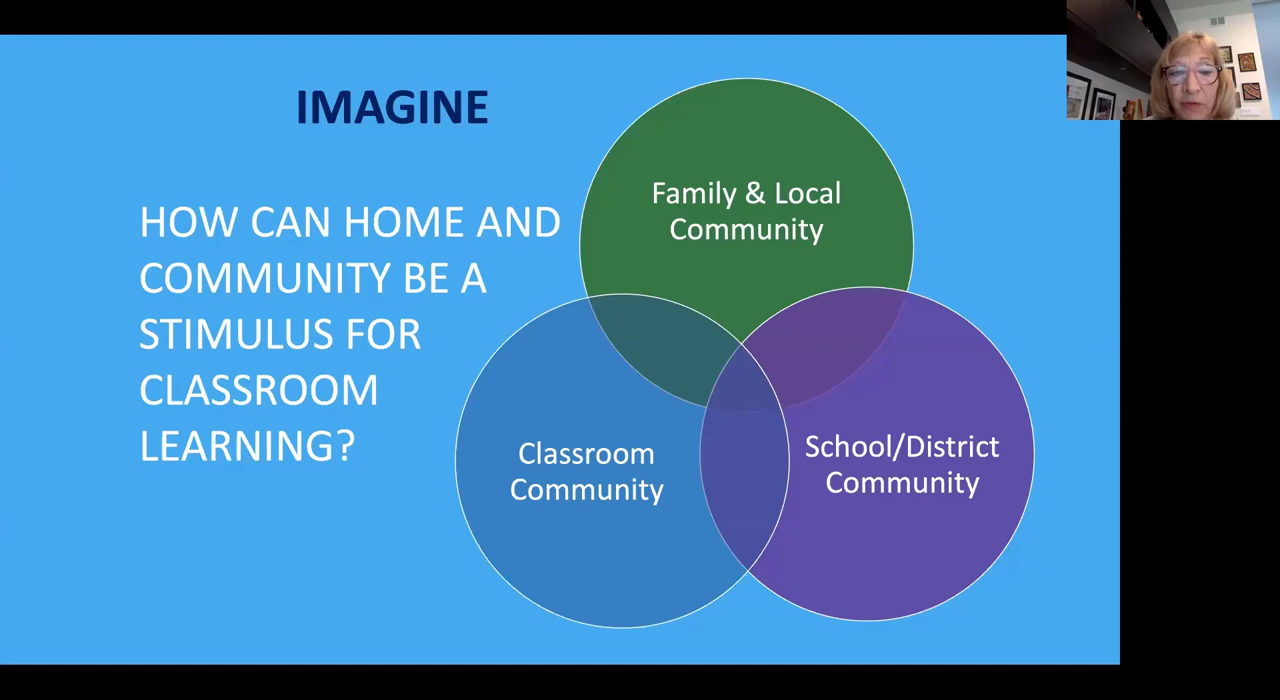 IMAGINE
HOW CAN HOME AND
COMMUNITY BE A
STIMULUS FOR
CLASSROOM
LEARNING?
Family & Local
Community
Classroom
Community
School/District
Community